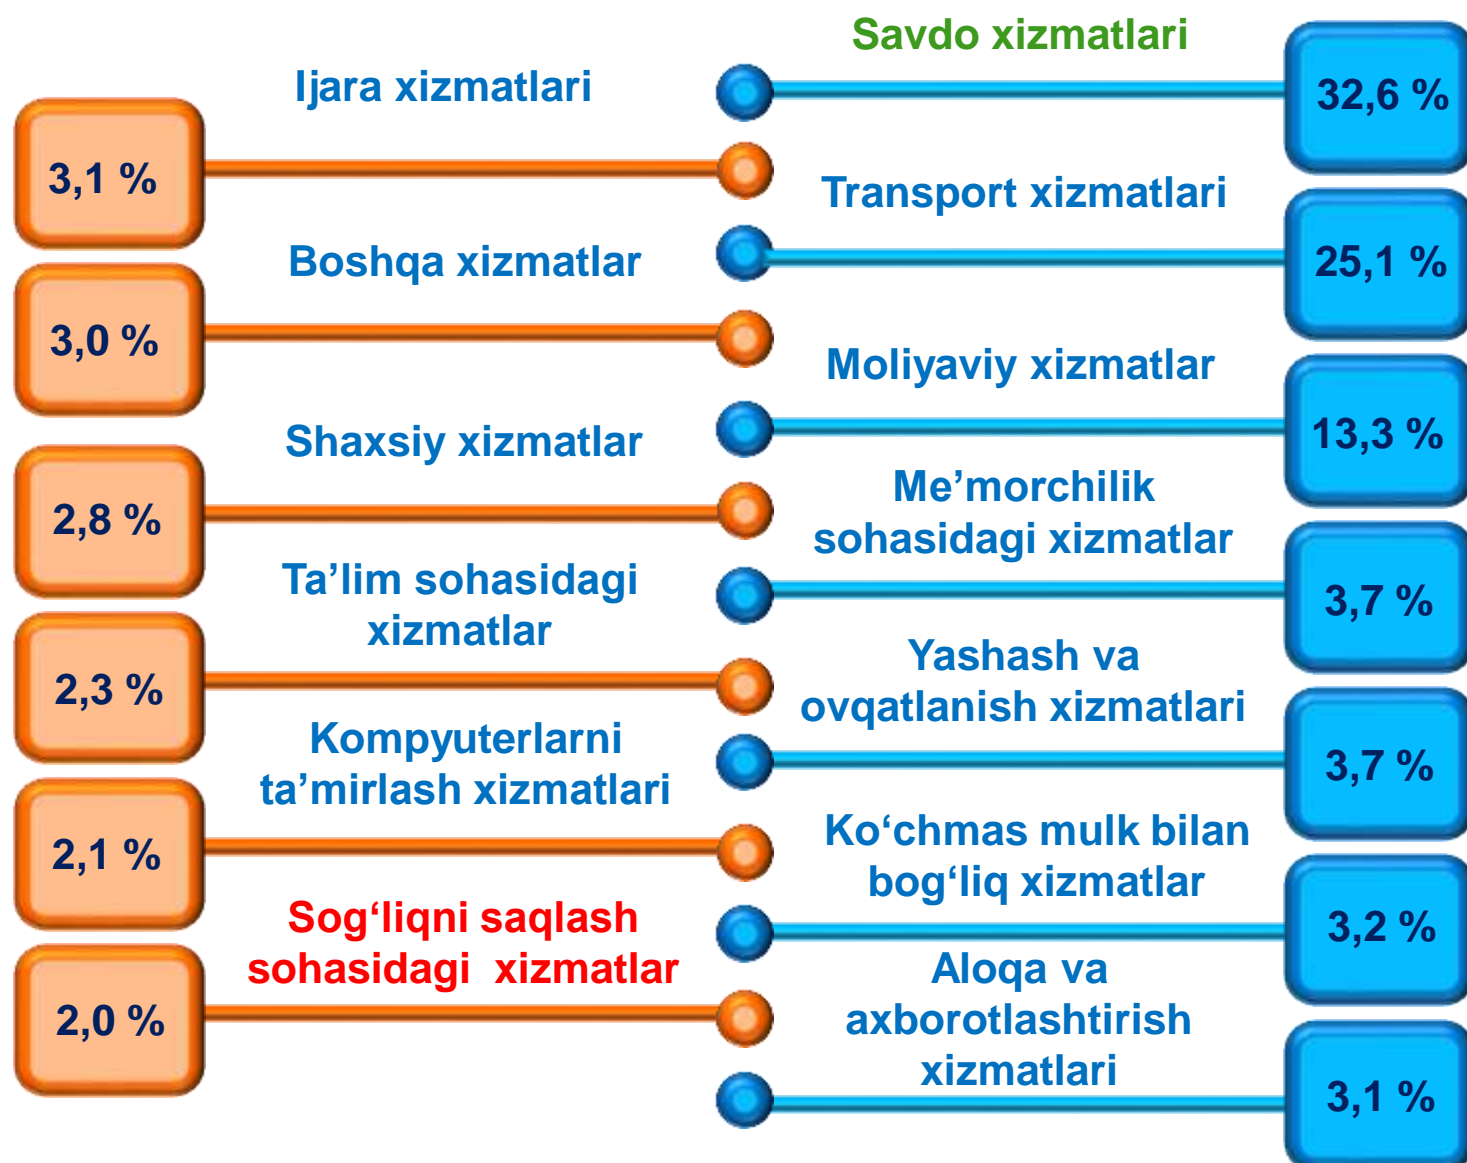 Savdo xizmatlari
32,6 %
Ijara xizmatlari
3,1 %
Transport xizmatlari
25,1 %
Boshqa xizmatlar
3,0 %
Moliyaviy xizmatlar
13,3 %
Shaxsiy xizmatlar
2,8 %
Me’morchilik
sohasidagi xizmatlar
3,7 %
Ta’lim sohasidagi
xizmatlar
2,3 %
Yashash va
ovqatlanish xizmatlari
3,7 %
Kompyuterlarni
ta’mirlash xizmatlari
2,1 %
Ko‘chmas mulk bilan
bog‘liq xizmatlar
3,2 %
Sog‘liqni saqlash
sohasidagi  xizmatlar
2,0 %
Aloqa va
axborotlashtirish
xizmatlari
3,1 %